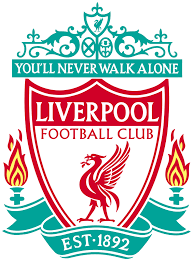 YOU'LL NEVER WALK ALONE
LIVERPOOL
FOOTBALL CLUB
EST·1892